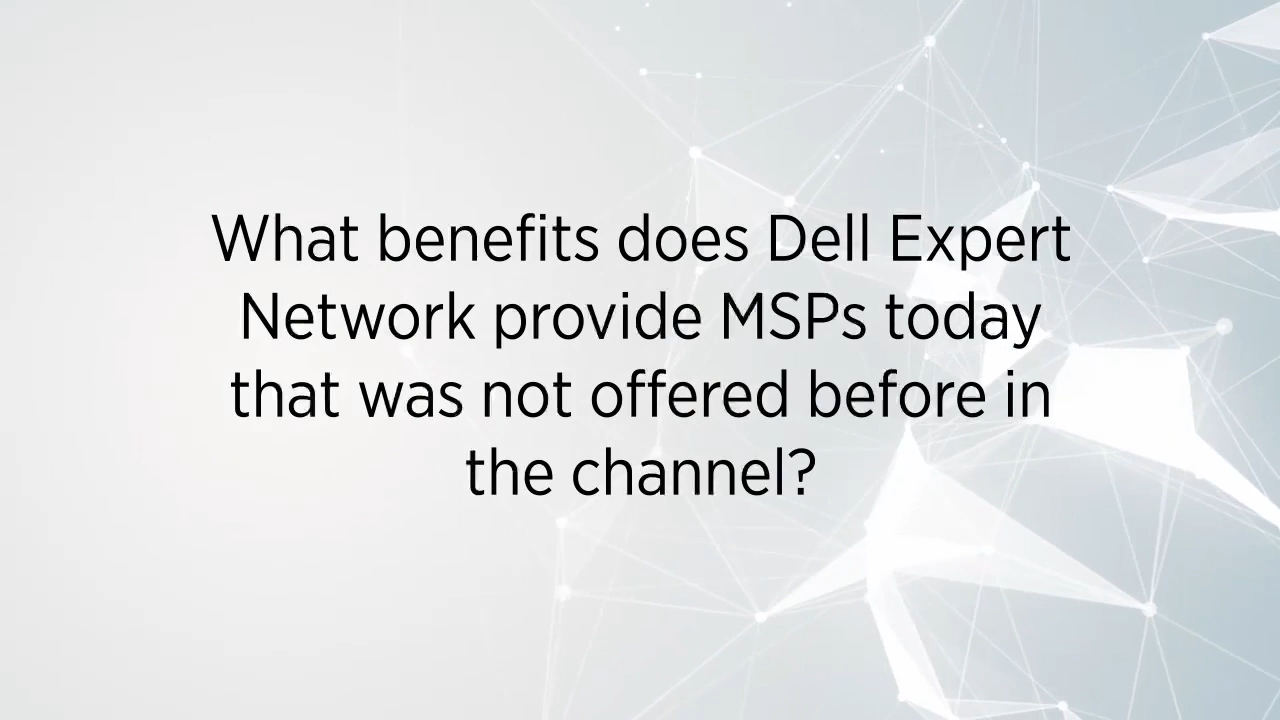 What benefits does Dell Expert
Network provide MSPs today
that was not offered before in
the channel?